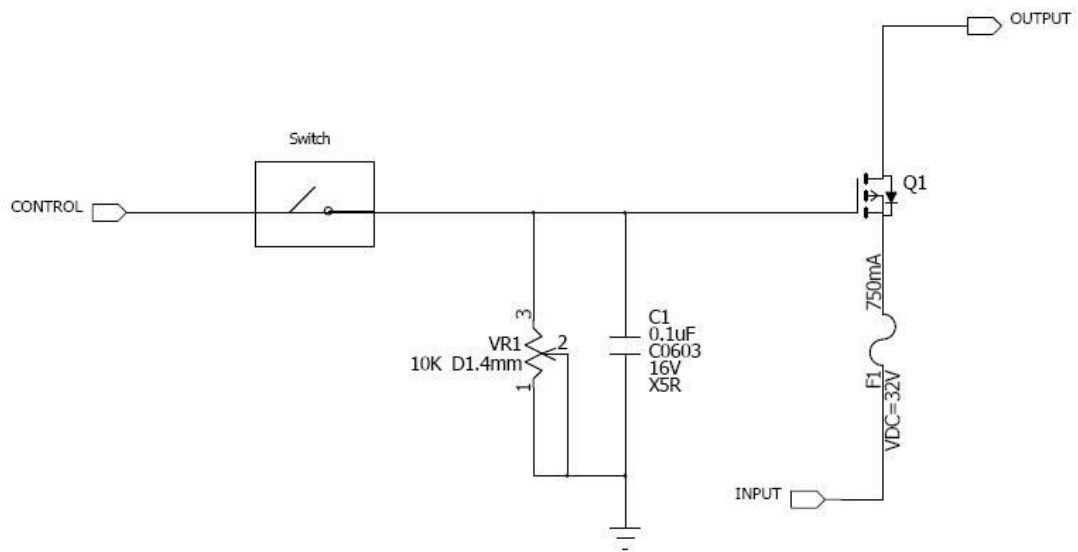 OUTPUT
Switch
Q1
CONTROL
750mA
3
C1
0.1uF
VR1
2
C0603
10K D1.4mm
16V
1
X5R
F1
VDC=32V
INPUT